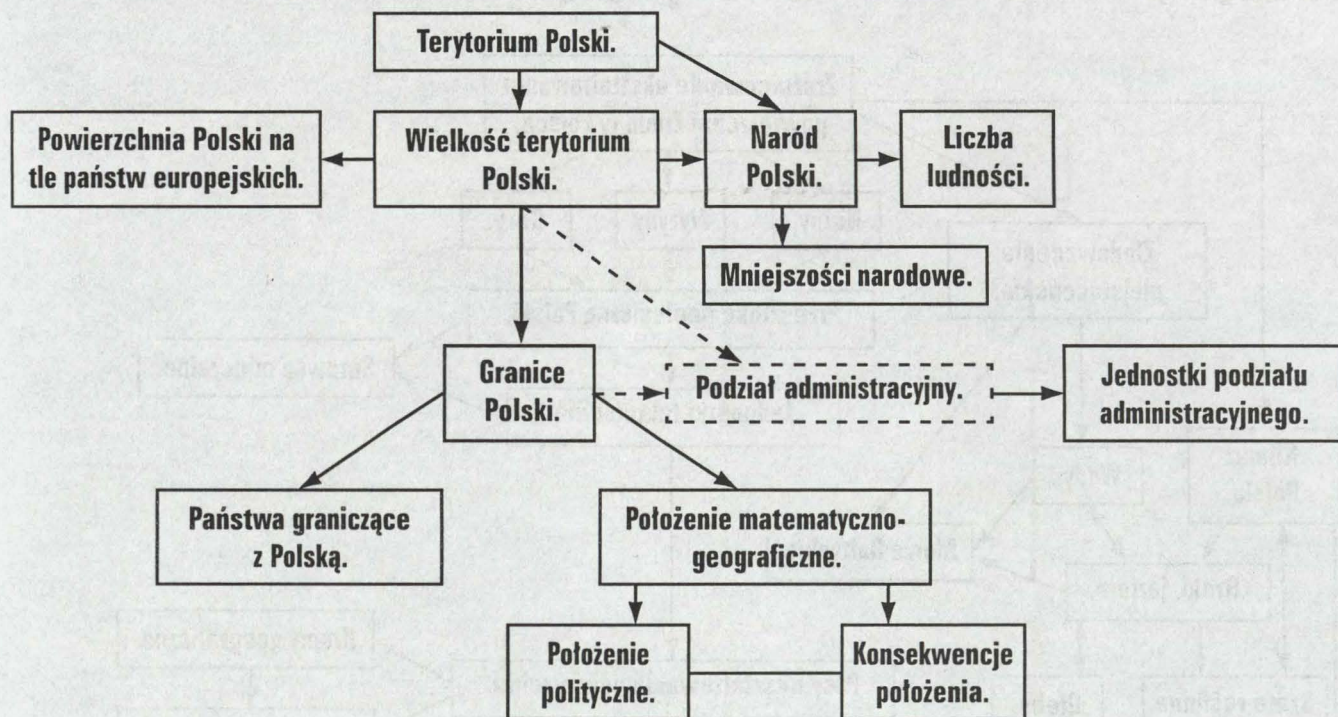 Terytorium Polski.
Powierzchnia Polski na
tle państw europejskich.
Wielkość terytorium
Polski.
Naród
Polski.
Liczba
ludności.
Mniejszości narodowe.
Granice
Polski.
Podział administracyjny.
Jednostki podziału
administracyjnego.
Państwa graniczące
z Polską.
Położenie matematyczno-
geograficzne.
Położenie
polityczne.
Konsekwencje
położenia.